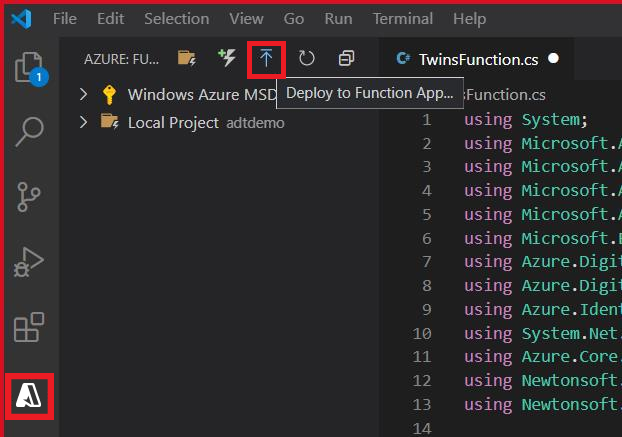 File Edit Selection View Go Run Terminal Help
AZURE: FU...
TwinsFunction.cs
1
Windows Azure MSD
Deploy to Function App...
Function.cs
Local Project adtdemo
1 using System;
2 using Microsoft.A
3 using Microsoft.A
4 using Microsoft.A
5 using Microsoft.A
6 using Microsoft.E
7 using Azure.Digit
8 using Azure.Digit
9 using Azure.Ident
10 using System.Net.
11 using Azure.Core.
12 using Newtonsoft.
13 using Newtonsoft.
14